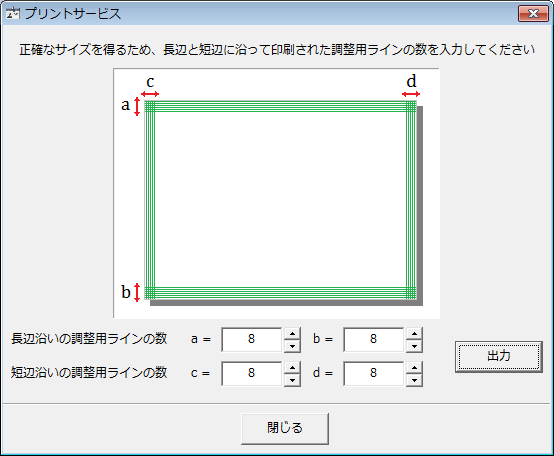 プリントサービス
正確なサイズを得るため、長辺と短辺に沿って印刷された調整用ラインの数を入力してください
c
d
a
b
長辺沿いの調整用ラインの数 a = 8 b = 8
短辺沿いの調整用ラインの数 c = 8 d = 8
出力
閉じる